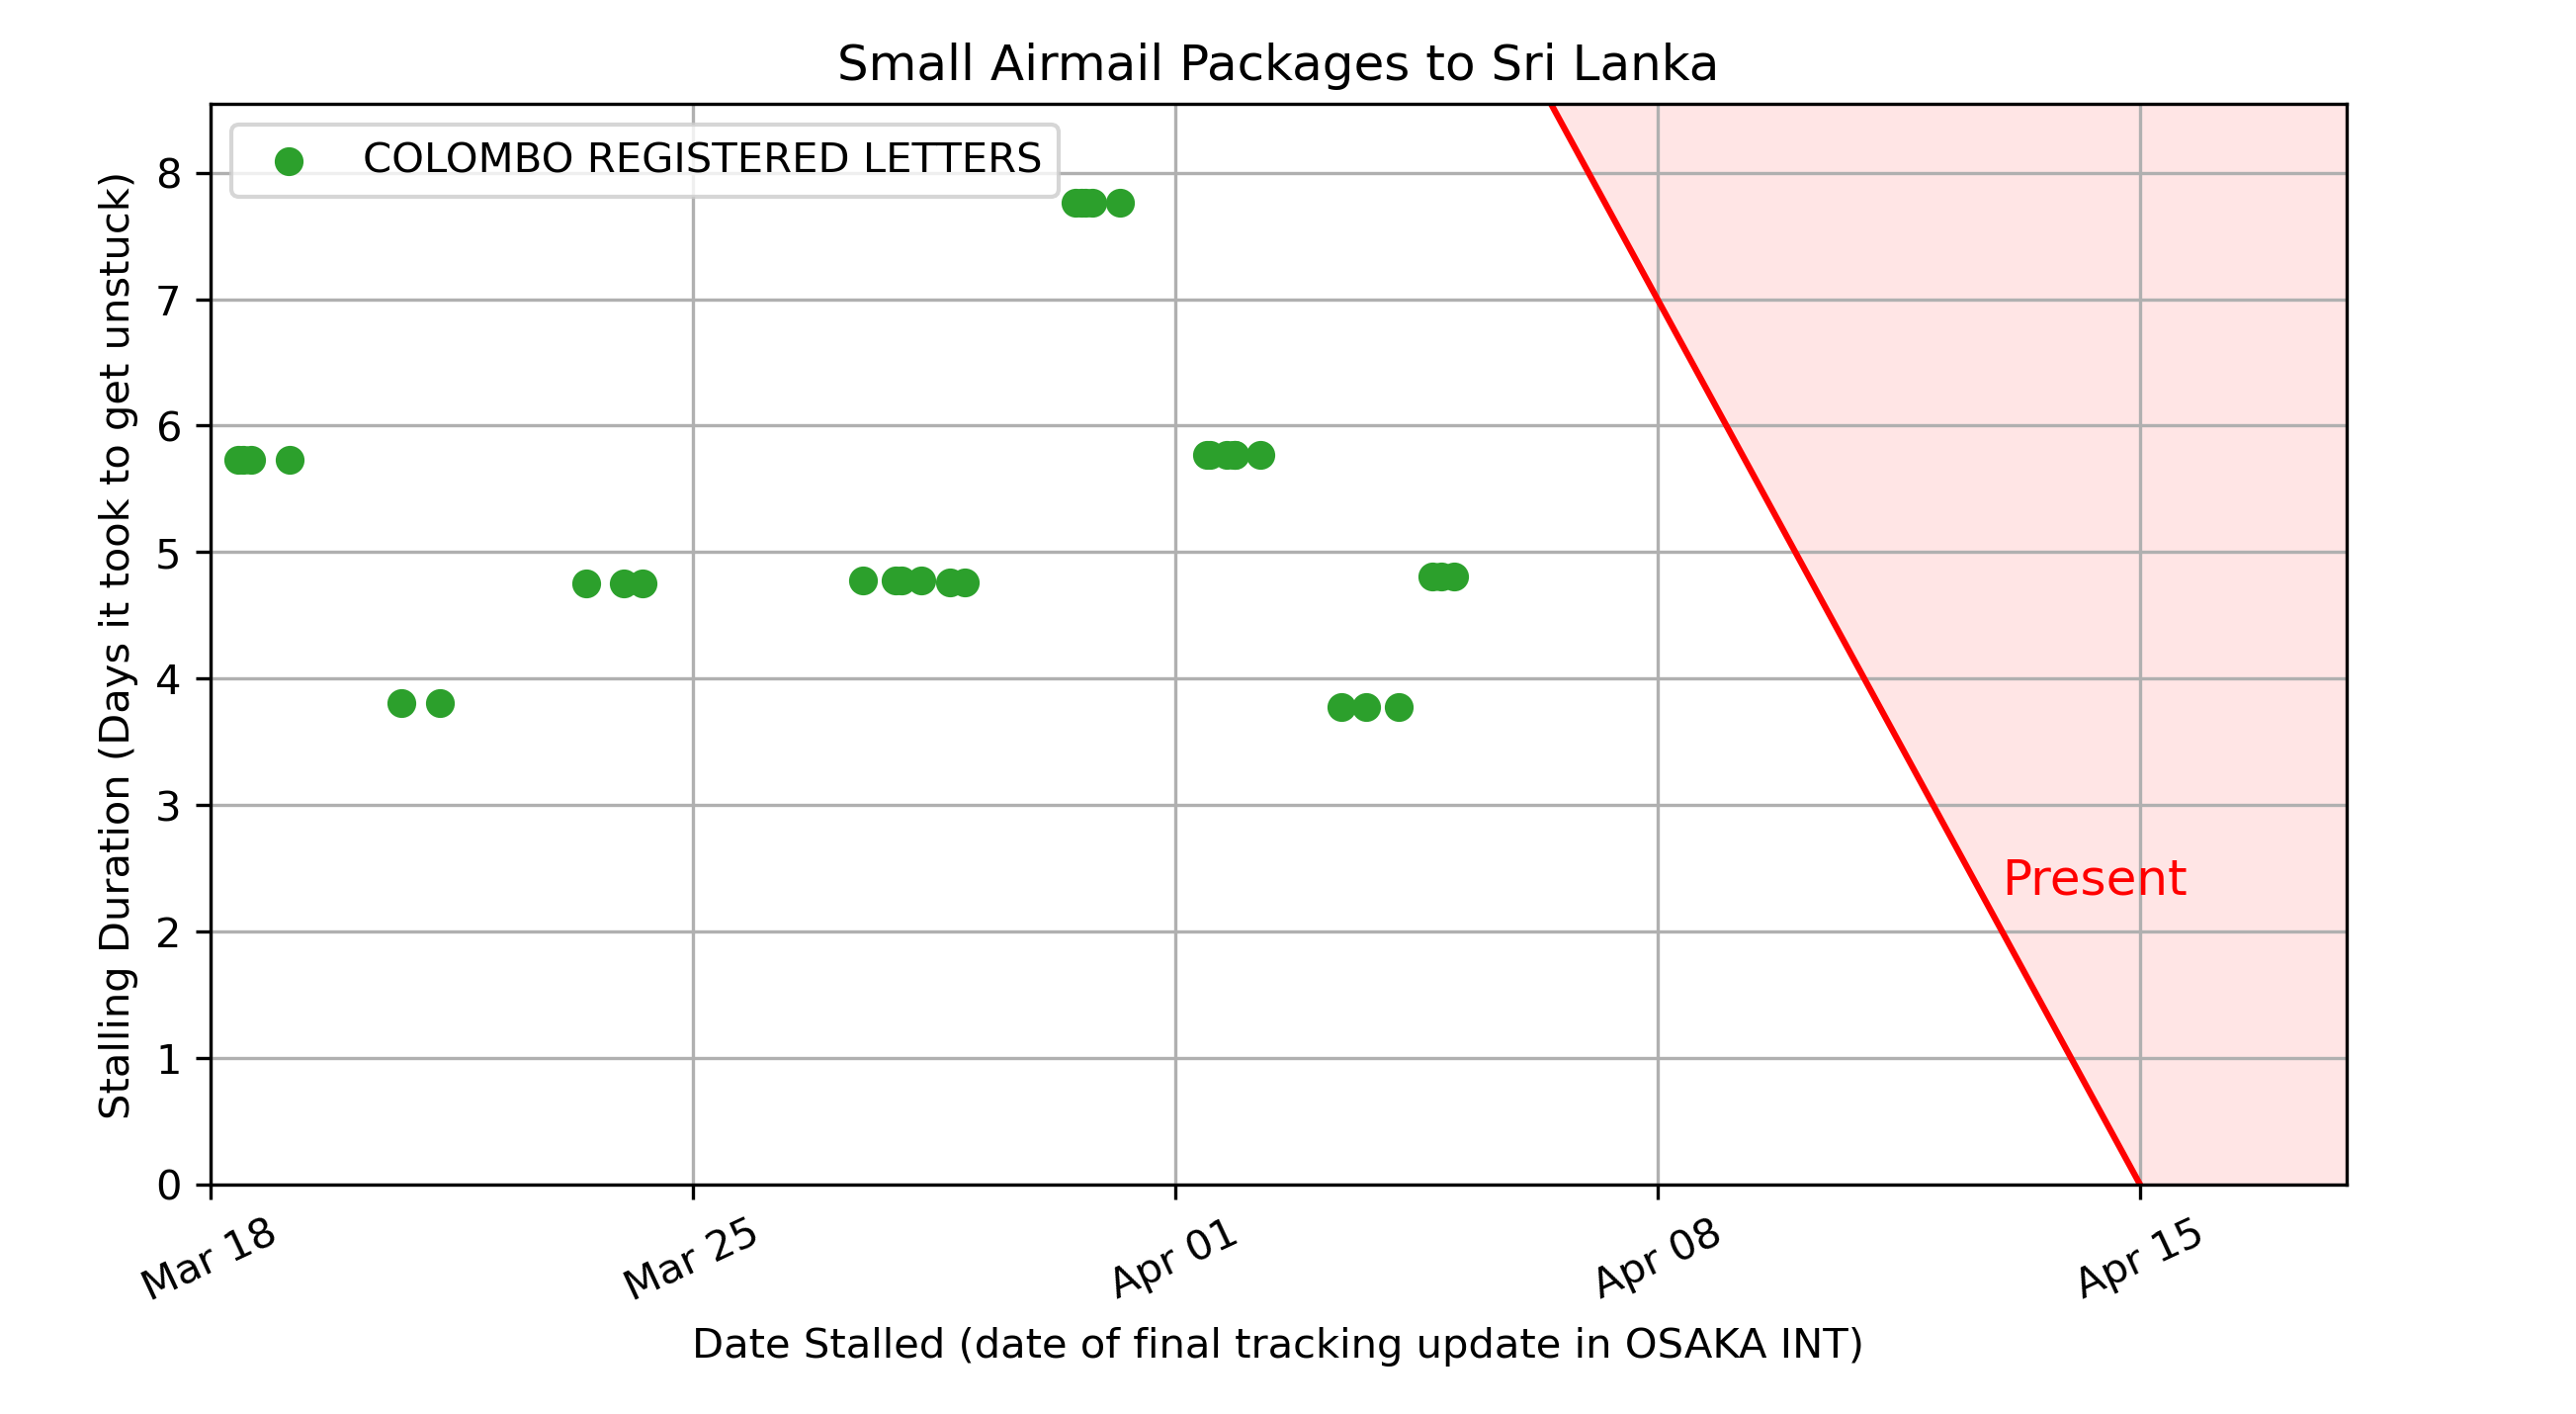 Small Airmail Packages to Sri Lanka
COLOMBO REGISTERED LETTERS
Stalling Duration (Days it took to get unstuck)
8
7
6
5
4
3
2
1
0
Present
Mar 18
Mar 25
Apr 01
Apr 08
Apr 15
Date Stalled (date of final tracking update in OSAKA INT)